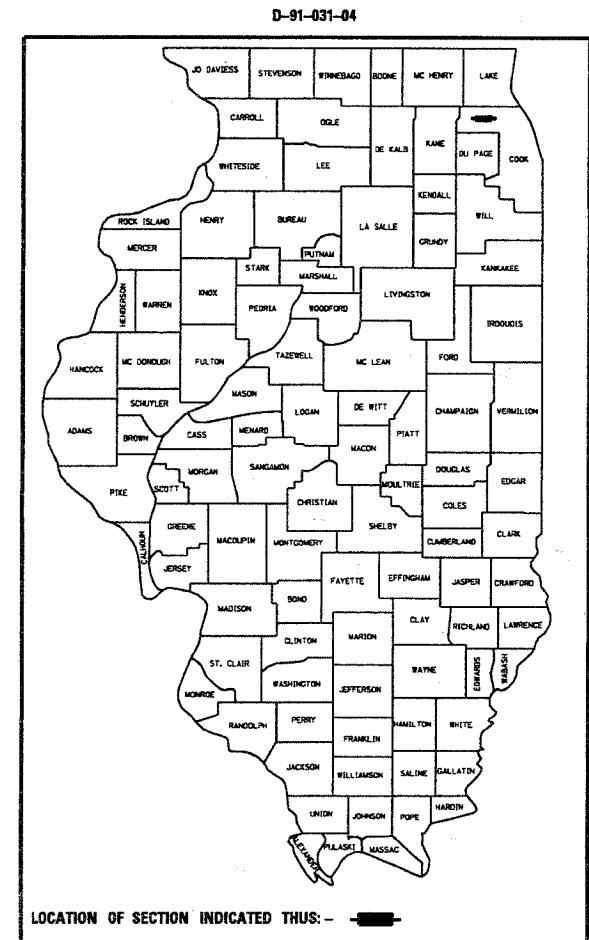 D-91-031-04
JO DAVIESS STEVENSON WINNEBAGO BOONE MC HENRY LAKE
CARROLL OGLE DE KALB KANE DU PAGE COOK
WHITESIDE LEE
KENDALL
ROCK ISLAND HENRY BUREAU LA SALLE GRUNDY WILL
MERCER PUTNAM
STARK MARSHALL KANKAKEE
HENDERSON WARREN KNOX PEORIA WOODFORD LIVINGSTON IROQUOIS
HANCOCK MC DONOUGH FULTON TAZEWELL MC LEAN FORD
SCHUYLER MASON
ADAMS BROWN CASS MENARD LOGAN DE WITT PIATT CHAMPAIGN VERMILION
MACON
PIKE SCOTT MORGAN SANGAMON MOULTRIE DOUGLAS EDGAR
CHRISTIAN COLES
CALHOUN GREENE MACOUPIN MONTGOMERY SHELBY CUMBERLAND CLARK
JERSEY FAYETTE EFFINGHAM JASPER CRAWFORD
MADISON BOND
CLAY RICHLAND LAWRENCE
CLINTON MARION
ST. CLAIR WAYNE EDWARDS WABASH
WASHINGTON JEFFERSON
MONROE
RANDOLPH PERRY HAMILTON WHITE
FRANKLIN
JACKSON WILLIAMSON SALINE GALLATIN
UNION JOHNSON POPE HARDIN
ALEXANDER PULASKI MASSAC
LOCATION OF SECTION INDICATED THUS: -